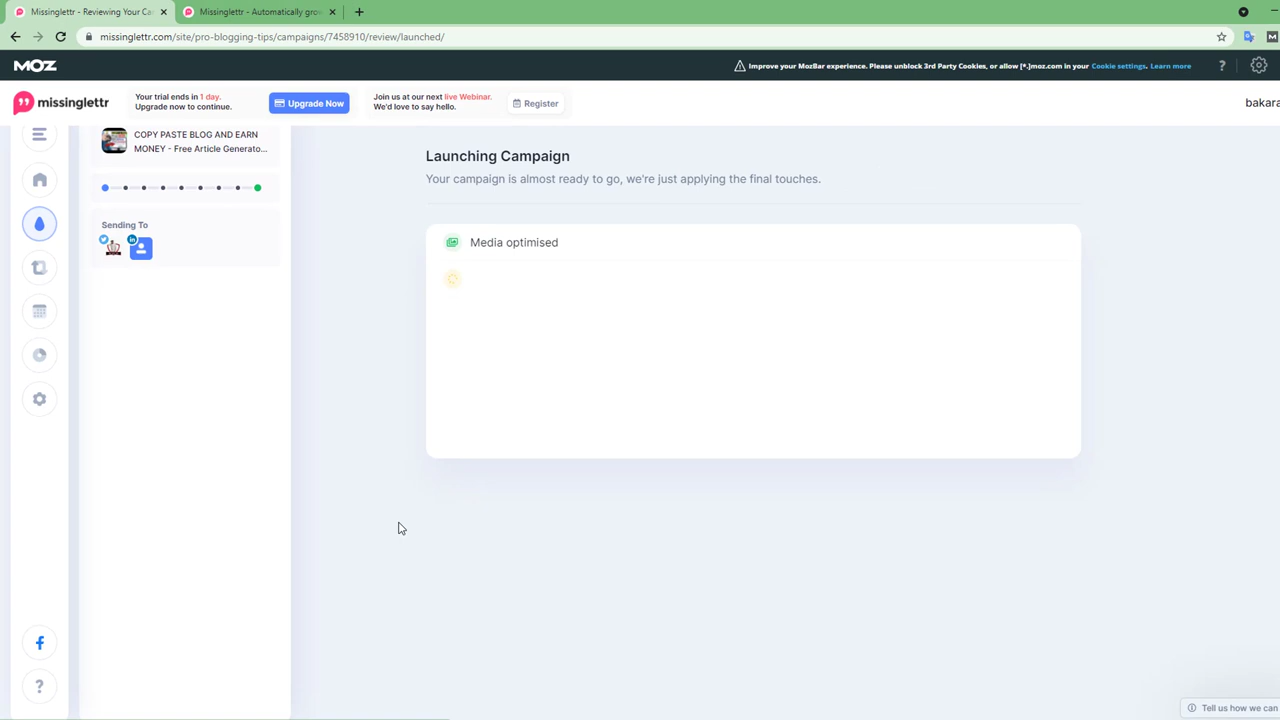 Missinglettr - Reviewing Your Ca
Missinglettr - Automatically gro
missinglettr.com/site/pro-blogging-tips/campaigns/7458910/review/launched/
MOZ
Improve your MozBar experience. Please unblock 3rd Party Cookies, or allow [*.]moz.com in your Cookie settings. Learn more
missinglettr
Your trial ends in 1 day.
Upgrade now to continue.
Upgrade Now
Join us at our next live Webinar.
We'd love to say hello.
Register
bakara
COPY PASTE BLOG AND EARN
MONEY - Free Article Generato...
Sending To
Launching Campaign
Your campaign is almost ready to go, we're just applying the final touches.
Media optimised
Tell us how we can